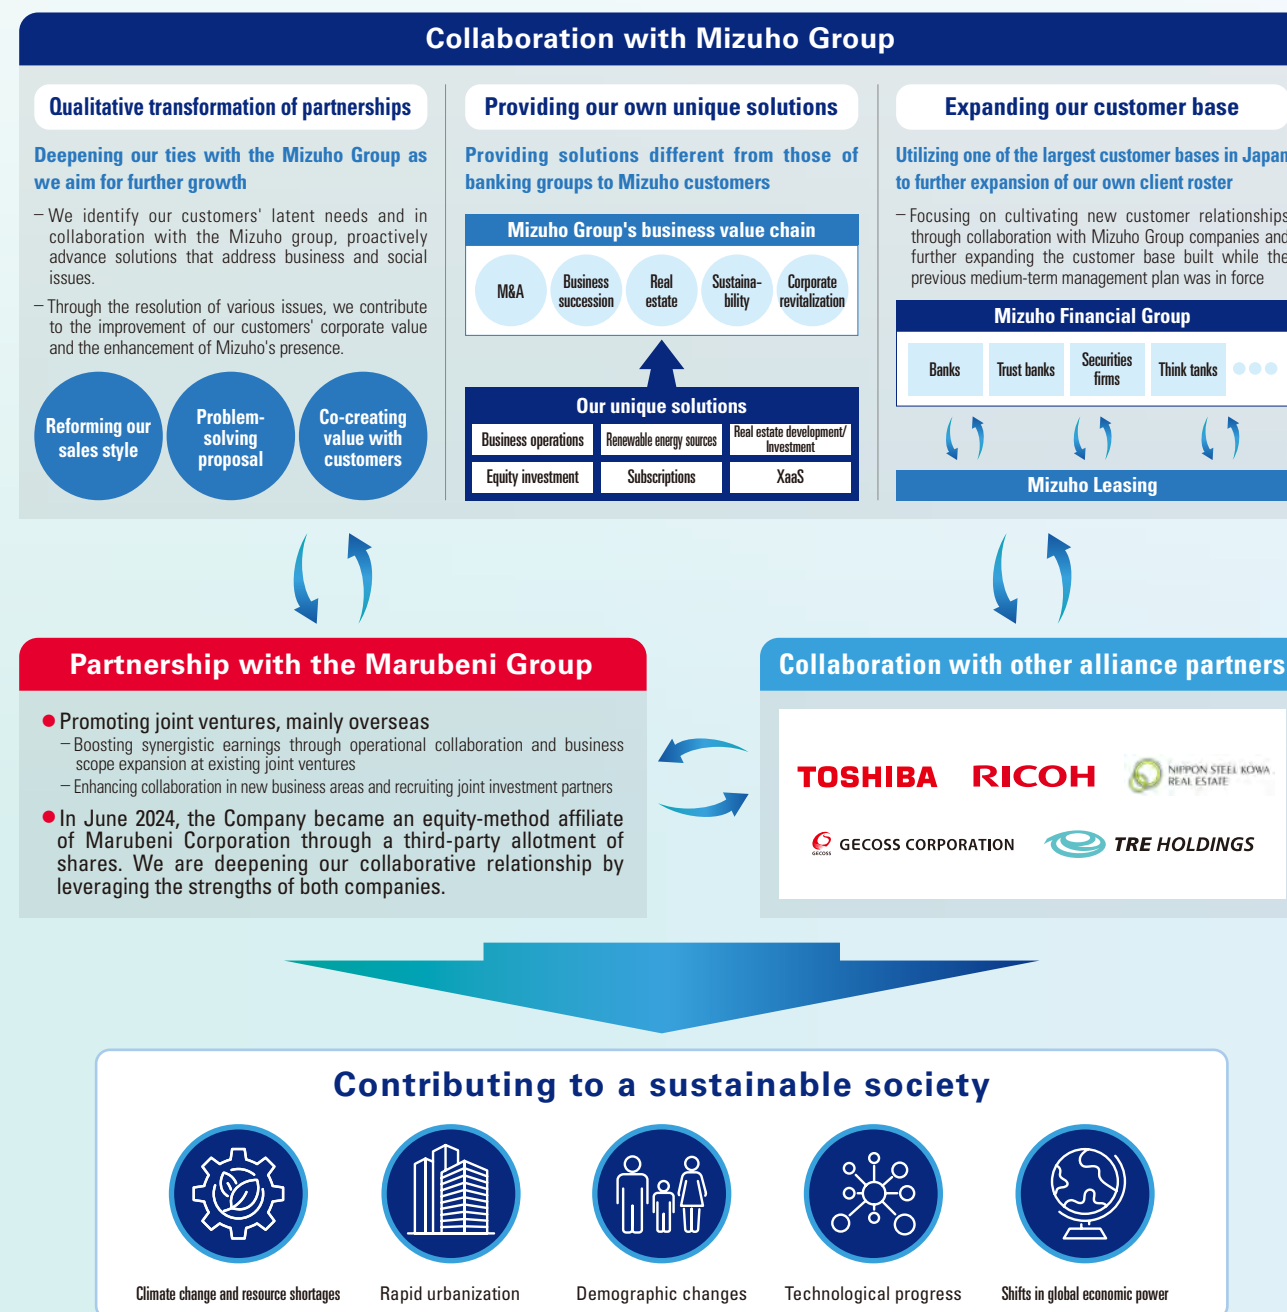 Collaboration with Mizuho Group
Qualitative transformation of partnerships
Deepening our ties with the Mizuho Group as
we aim for further growth
– We identify our customers' latent needs and in
collaboration with the Mizuho group, proactively
advance solutions that address business and social
issues.
– Through the resolution of various issues, we contribute
to the improvement of our customers' corporate value
and the enhancement of Mizuho's presence.
Reforming our
sales style
Problem-
solving
proposal
Co-creating
value with
customers
Providing our own unique solutions
Providing solutions different from those of
banking groups to Mizuho customers
Mizuho Group's business value chain
M&A
Business
succession
Real
estate
Sustaina-
bility
Corporate
revitalization
Our unique solutions
Business operations
Renewable energy sources
Real estate development/
Investment
Equity investment
Subscriptions
XaaS
Expanding our customer base
Utilizing one of the largest customer bases in Japan
to further expansion of our own client roster
– Focusing on cultivating new customer relationships
through collaboration with Mizuho Group companies and
further expanding the customer base built while the
previous medium-term management plan was in force
Mizuho Financial Group
Banks
Trust banks
Securities
firms
Think tanks
Mizuho Leasing
Partnership with the Marubeni Group
● Promoting joint ventures, mainly overseas
– Boosting synergistic earnings through operational collaboration and business
scope expansion at existing joint ventures
– Enhancing collaboration in new business areas and recruiting joint investment partners
● In June 2024, the Company became an equity-method affiliate
of Marubeni Corporation through a third-party allotment of
shares. We are deepening our collaborative relationship by
leveraging the strengths of both companies.
Collaboration with other alliance partners
TOSHIBA
RICOH
NIPPON STEEL KOWA
REAL ESTATE
GECOSS
GECOSS CORPORATION
TRE HOLDINGS
Contributing to a sustainable society
Climate change and resource shortages
Rapid urbanization
Demographic changes
Technological progress
Shifts in global economic power